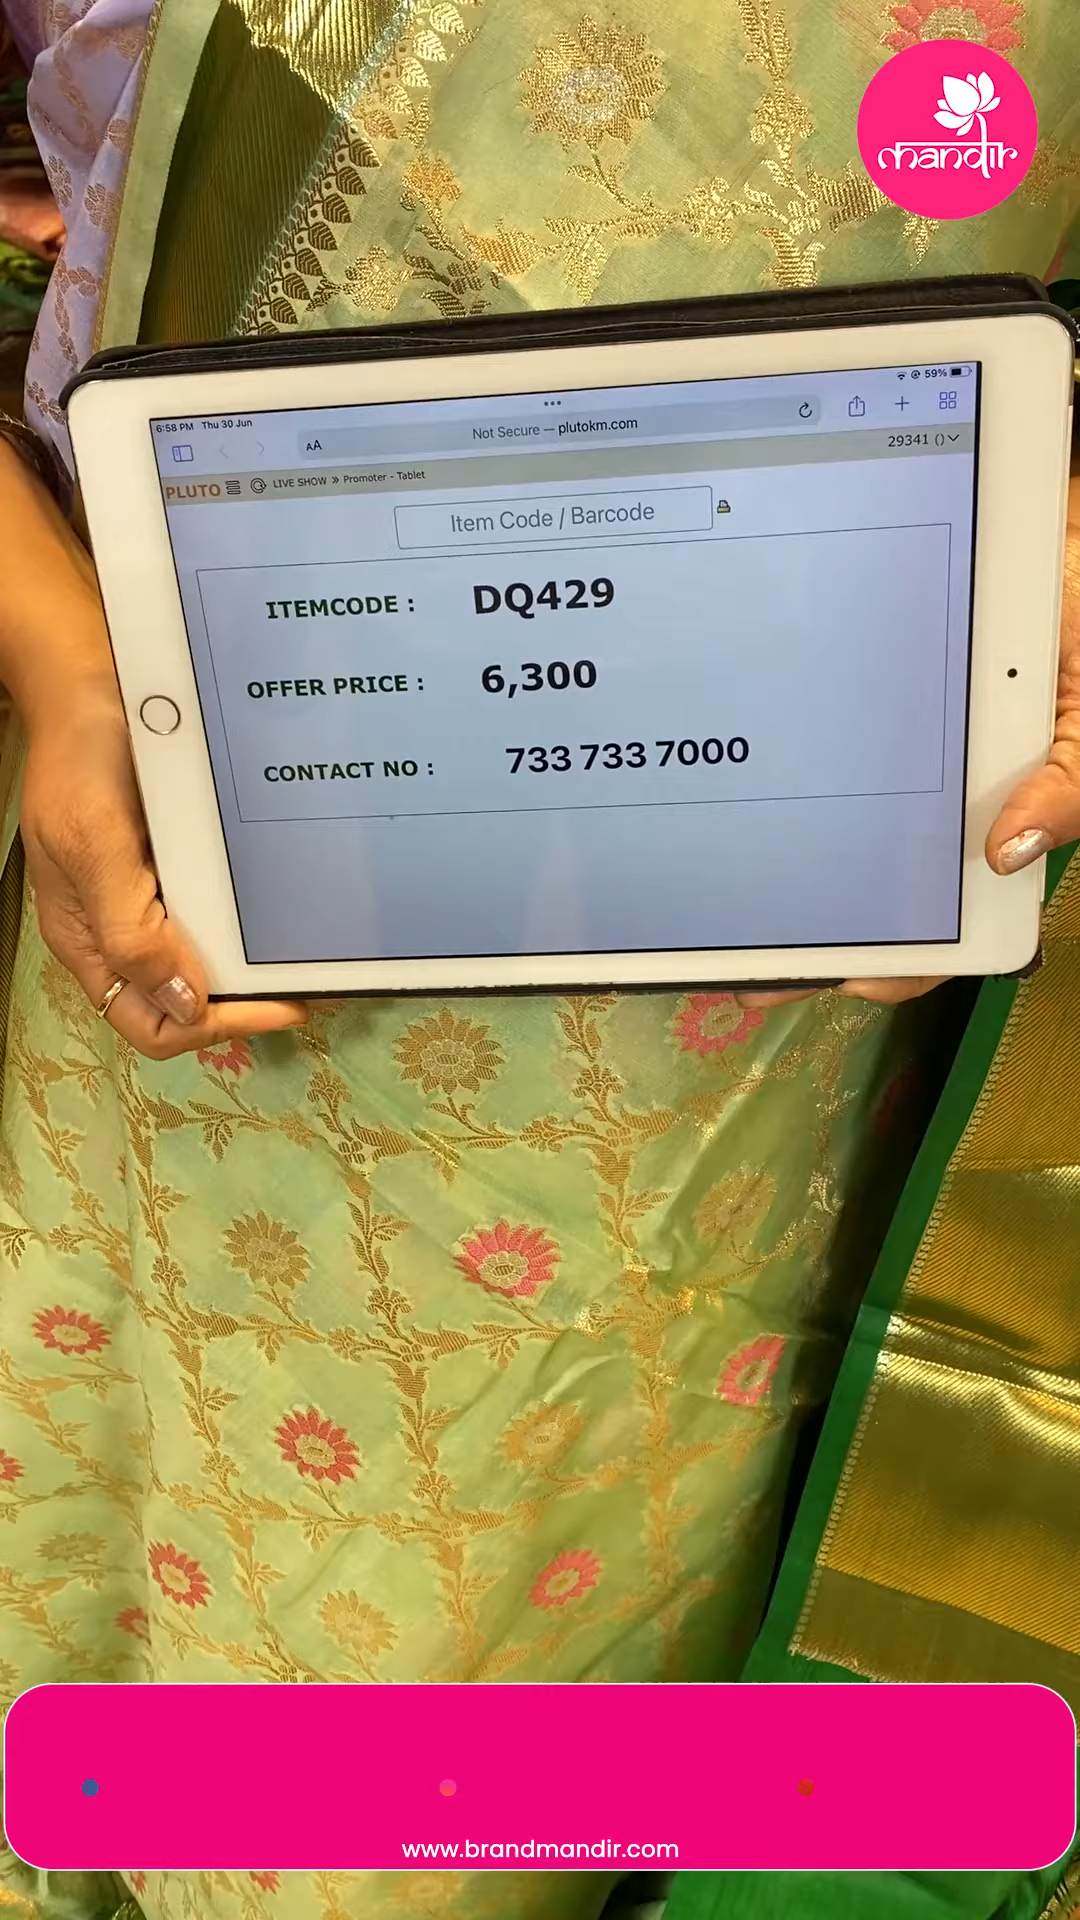 mandir
6:58 PM Thu 30 Jun
59%
AA
Not Secure — plutokm.com
29341 ()
PLUTO
LIVE SHOW » Promoter - Tablet
Item Code / Barcode
ITEMCODE : DQ429
OFFER PRICE : 6,300
CONTACT NO : 733 733 7000
www.brandmandir.com